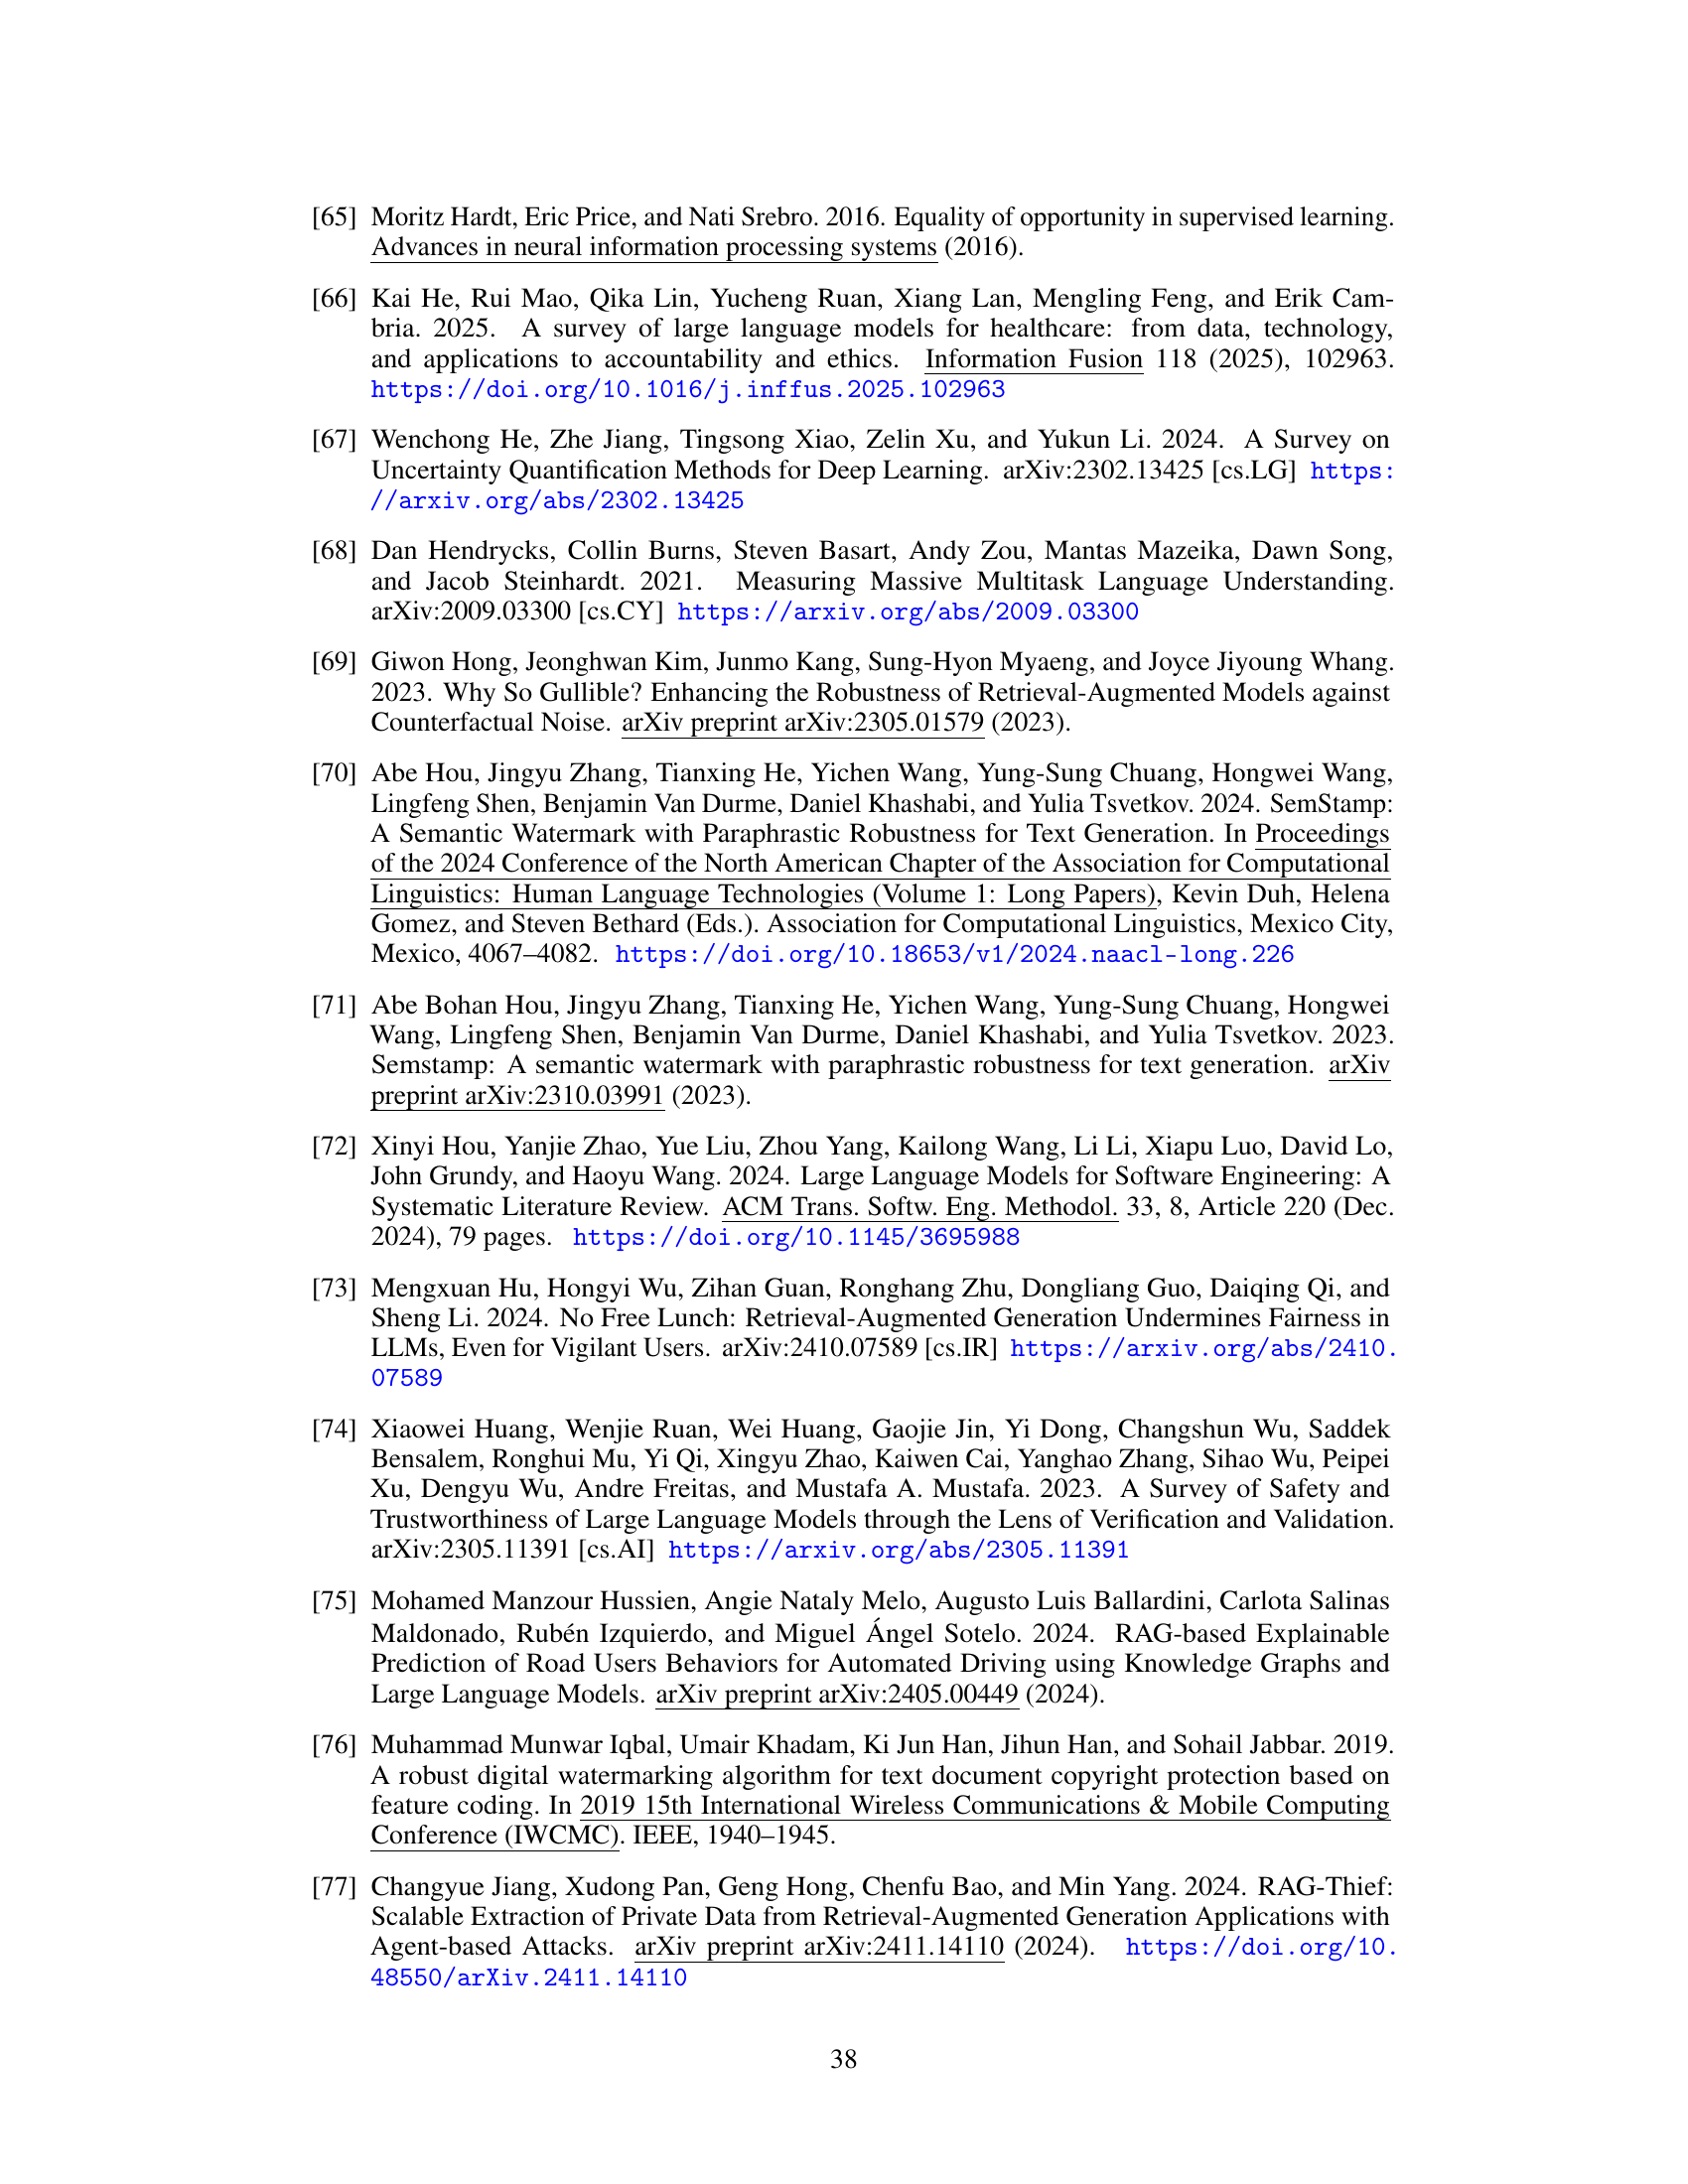 [65] Moritz Hardt, Eric Price, and Nati Srebro. 2016. Equality of opportunity in supervised learning.
Advances in neural information processing systems (2016).
[66] Kai He, Rui Mao, Qika Lin, Yucheng Ruan, Xiang Lan, Mengling Feng, and Erik Cam-
bria. 2025. A survey of large language models for healthcare: from data, technology,
and applications to accountability and ethics. Information Fusion 118 (2025), 102963.
https://doi.org/10.1016/j.inffus.2025.102963
[67] Wenchong He, Zhe Jiang, Tingsong Xiao, Zelin Xu, and Yukun Li. 2024. A Survey on
Uncertainty Quantification Methods for Deep Learning. arXiv:2302.13425 [cs.LG] https:
//arxiv.org/abs/2302.13425
[68] Dan Hendrycks, Collin Burns, Steven Basart, Andy Zou, Mantas Mazeika, Dawn Song,
and Jacob Steinhardt. 2021. Measuring Massive Multitask Language Understanding.
arXiv:2009.03300 [cs.CY] https://arxiv.org/abs/2009.03300
[69] Giwon Hong, Jeonghwan Kim, Junmo Kang, Sung-Hyon Myaeng, and Joyce Jiyoung Whang.
2023. Why So Gullible? Enhancing the Robustness of Retrieval-Augmented Models against
Counterfactual Noise. arXiv preprint arXiv:2305.01579 (2023).
[70] Abe Hou, Jingyu Zhang, Tianxing He, Yichen Wang, Yung-Sung Chuang, Hongwei Wang,
Lingfeng Shen, Benjamin Van Durme, Daniel Khashabi, and Yulia Tsvetkov. 2024. SemStamp:
A Semantic Watermark with Paraphrastic Robustness for Text Generation. In Proceedings
of the 2024 Conference of the North American Chapter of the Association for Computational
Linguistics: Human Language Technologies (Volume 1: Long Papers), Kevin Duh, Helena
Gomez, and Steven Bethard (Eds.). Association for Computational Linguistics, Mexico City,
Mexico, 4067–4082. https://doi.org/10.18653/v1/2024.naacl-long.226
[71] Abe Bohan Hou, Jingyu Zhang, Tianxing He, Yichen Wang, Yung-Sung Chuang, Hongwei
Wang, Lingfeng Shen, Benjamin Van Durme, Daniel Khashabi, and Yulia Tsvetkov. 2023.
Semstamp: A semantic watermark with paraphrastic robustness for text generation. arXiv
preprint arXiv:2310.03991 (2023).
[72] Xinyi Hou, Yanjie Zhao, Yue Liu, Zhou Yang, Kailong Wang, Li Li, Xiapu Luo, David Lo,
John Grundy, and Haoyu Wang. 2024. Large Language Models for Software Engineering: A
Systematic Literature Review. ACM Trans. Softw. Eng. Methodol. 33, 8, Article 220 (Dec.
2024), 79 pages. https://doi.org/10.1145/3695988
[73] Mengxuan Hu, Hongyi Wu, Zihan Guan, Ronghang Zhu, Dongliang Guo, Daiqing Qi, and
Sheng Li. 2024. No Free Lunch: Retrieval-Augmented Generation Undermines Fairness in
LLMs, Even for Vigilant Users. arXiv:2410.07589 [cs.IR] https://arxiv.org/abs/2410.
07589
[74] Xiaowei Huang, Wenjie Ruan, Wei Huang, Gaojie Jin, Yi Dong, Changshun Wu, Saddek
Bensalem, Ronghui Mu, Yi Qi, Xingyu Zhao, Kaiwen Cai, Yanghao Zhang, Sihao Wu, Peipei
Xu, Dengyu Wu, Andre Freitas, and Mustafa A. Mustafa. 2023. A Survey of Safety and
Trustworthiness of Large Language Models through the Lens of Verification and Validation.
arXiv:2305.11391 [cs.AI] https://arxiv.org/abs/2305.11391
[75] Mohamed Manzour Hussien, Angie Nataly Melo, Augusto Luis Ballardini, Carlota Salinas
Maldonado, Rubén Izquierdo, and Miguel Ángel Sotelo. 2024. RAG-based Explainable
Prediction of Road Users Behaviors for Automated Driving using Knowledge Graphs and
Large Language Models. arXiv preprint arXiv:2405.00449 (2024).
[76] Muhammad Munwar Iqbal, Umair Khadam, Ki Jun Han, Jihun Han, and Sohail Jabbar. 2019.
A robust digital watermarking algorithm for text document copyright protection based on
feature coding. In 2019 15th International Wireless Communications & Mobile Computing
Conference (IWCMC). IEEE, 1940–1945.
[77] Changyue Jiang, Xudong Pan, Geng Hong, Chenfu Bao, and Min Yang. 2024. RAG-Thief:
Scalable Extraction of Private Data from Retrieval-Augmented Generation Applications with
Agent-based Attacks. arXiv preprint arXiv:2411.14110 (2024). https://doi.org/10.
48550/arXiv.2411.14110
38